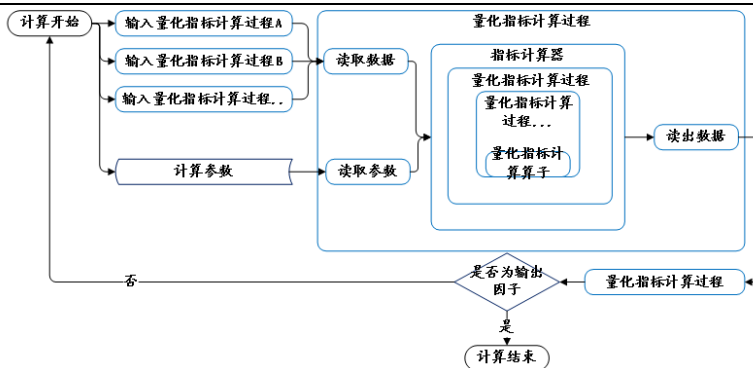 计算开始
输入量化指标计算过程A
输入量化指标计算过程B
输入量化指标计算过程..
计算参数
量化指标计算过程
读取数据
读取参数
指标计算器
量化指标计算过程
量化指标计算
过程...
量化指标计
算算子
读出数据
量化指标计算过程
是否为输出
因子
否
是
计算结束